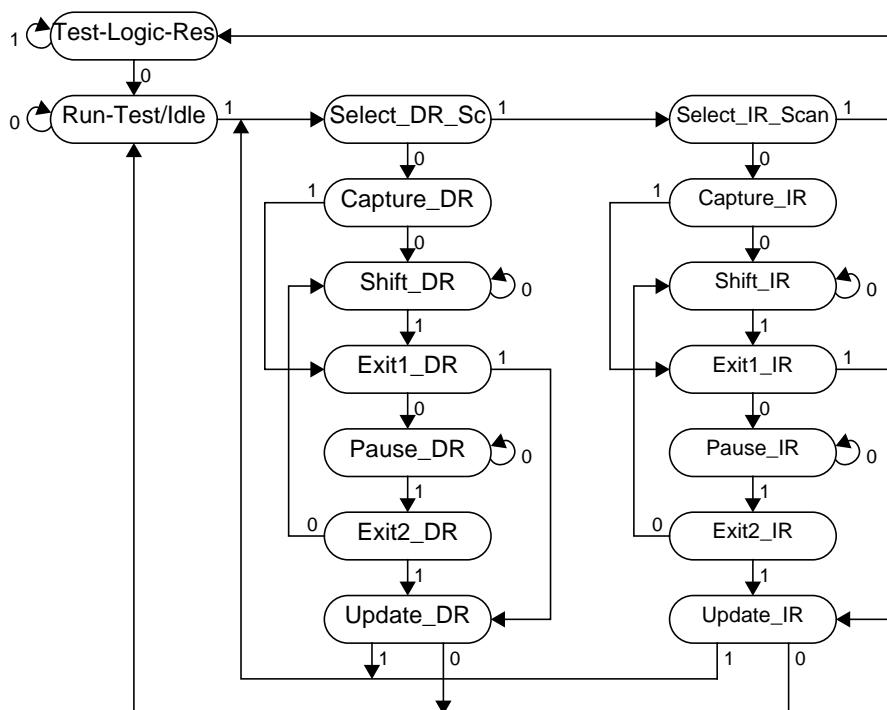 Test-Logic-Res
1
0
Run-Test/Idle
0
1
Select_DR_Sc
1
Select_IR_Scan
1
0
0
1
Capture_DR
1
Capture_IR
0
0
Shift_DR
0
Shift_IR
0
1
1
Exit1_DR
1
Exit1_IR
1
0
0
Pause_DR
0
Pause_IR
0
1
1
0
Exit2_DR
0
Exit2_IR
1
1
Update_DR
Update_IR
1
0
1
0